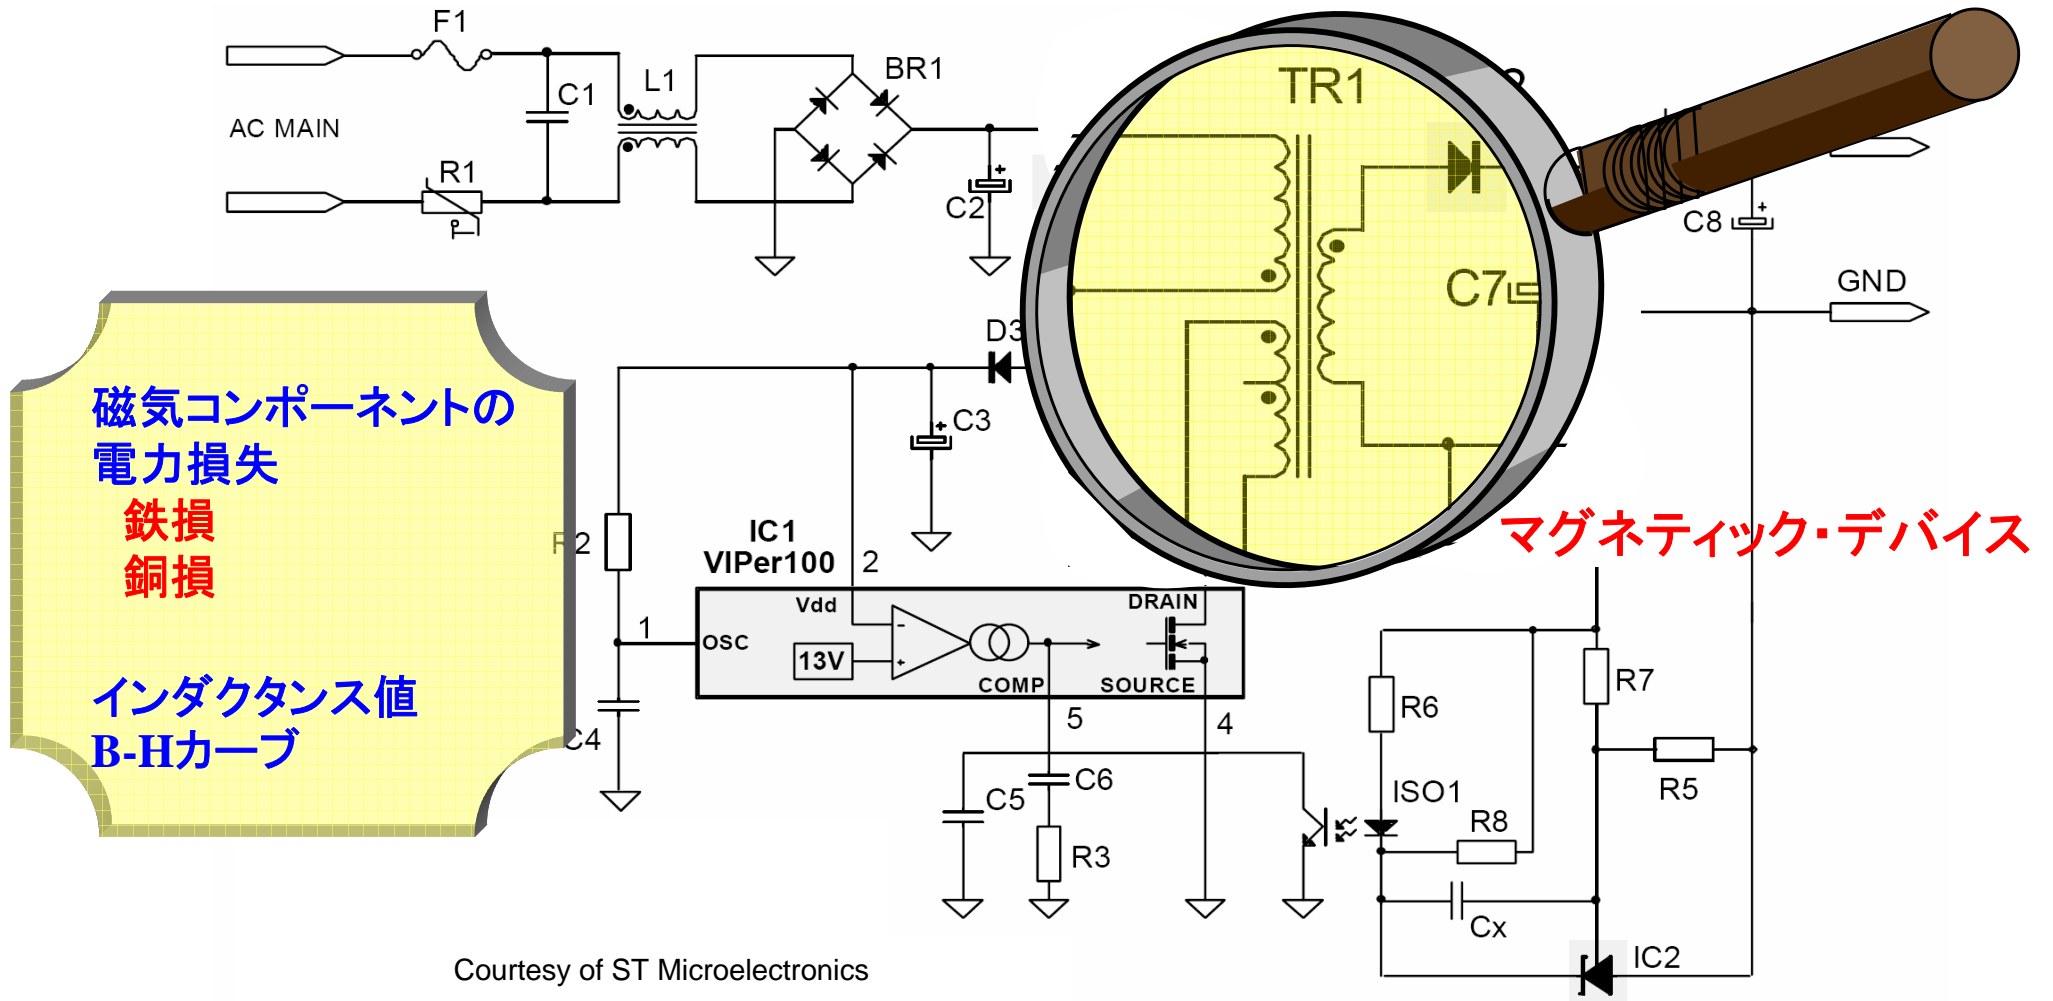 F1
AC MAIN
C1
L1
BR1
R1
C2
TR1
C7
C8
GND
D3
C3
磁気コンポーネントの
電力損失
鉄損
銅損
インダクタンス値
B-Hカーブ
R2
C4
マグネティック・デバイス
IC1
VIPer100
2
Vdd
DRAIN
1
OSC
13V
-
+
COMP
SOURCE
5
4
C5
C6
R3
R6
R7
R5
ISO1
R8
Cx
IC2
Courtesy of ST Microelectronics